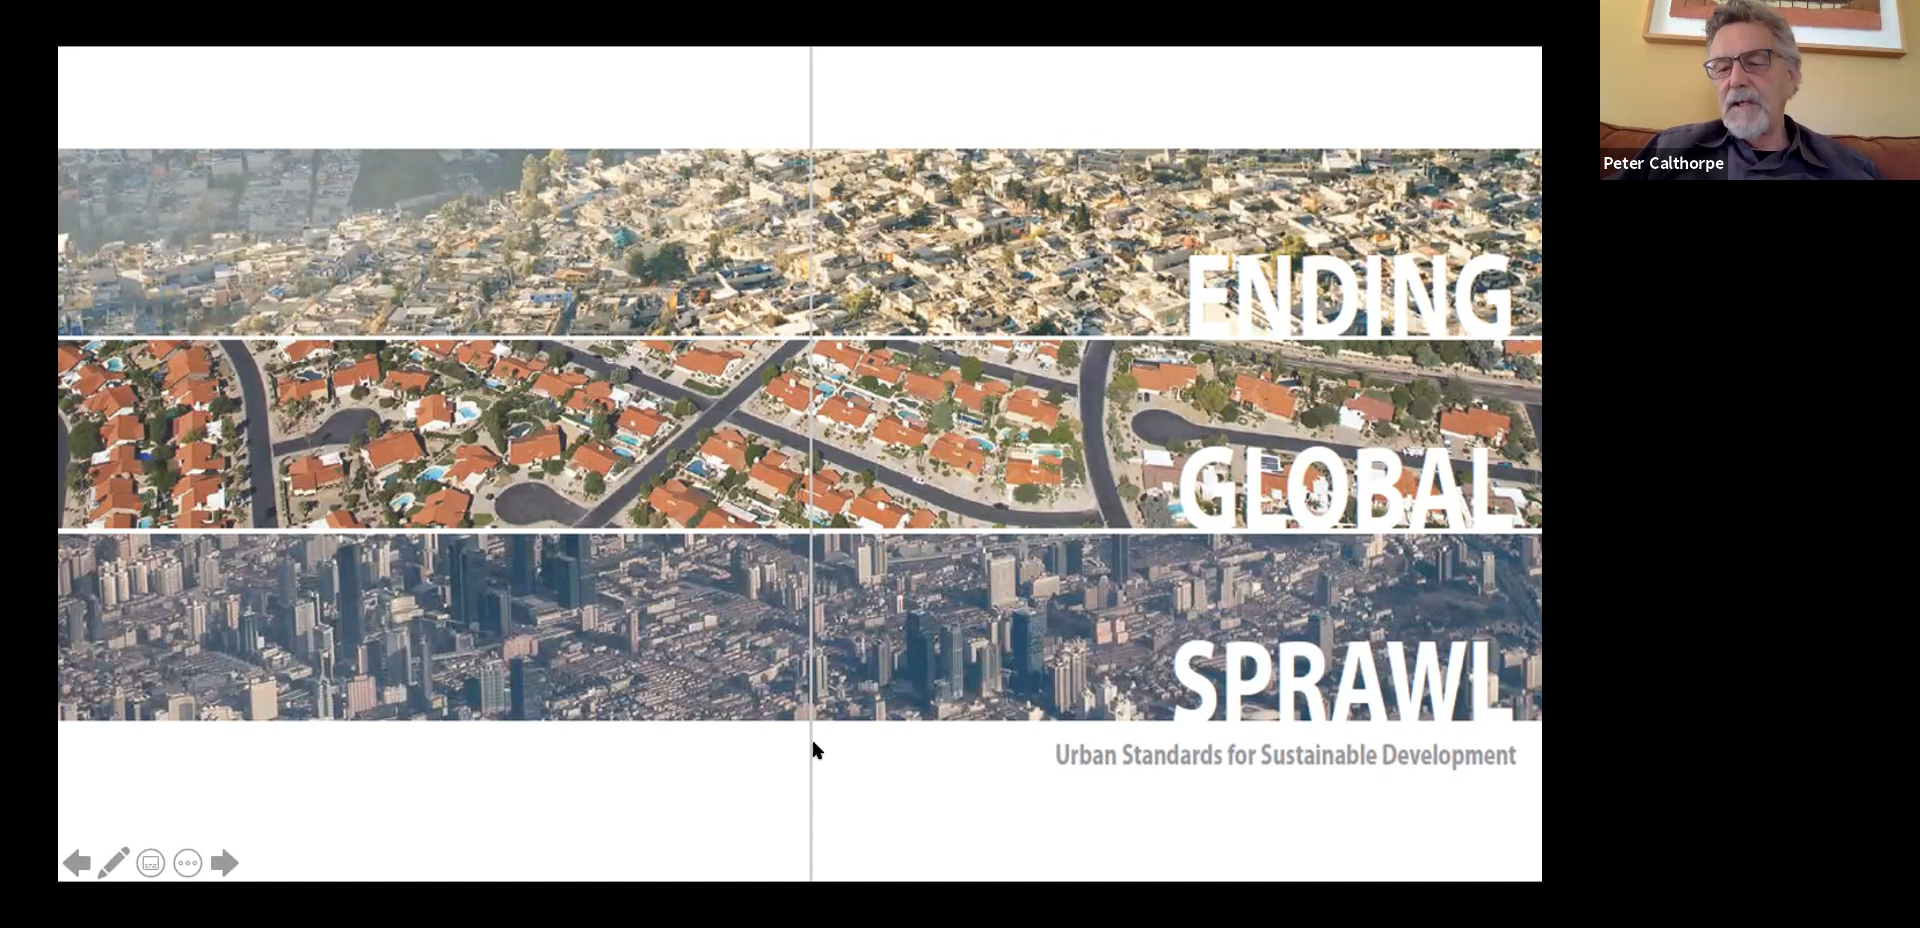 Peter Calthorpe
ENDING
GLOBAL
SPRAWL
Urban Standards for Sustainable Development